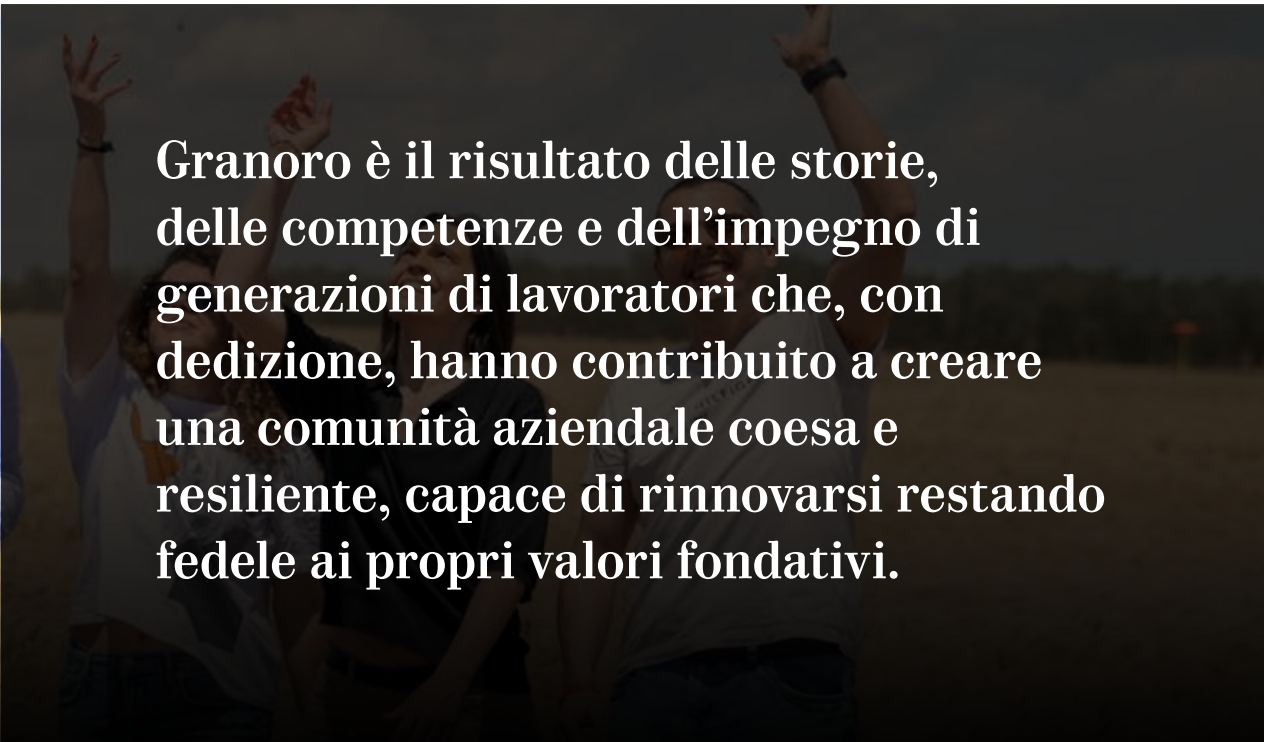 Granoro è il risultato delle storie,
delle competenze e dell’impegno di
generazioni di lavoratori che, con
dedizione, hanno contribuito a creare
una comunità aziendale coesa e
resiliente, capace di rinnovarsi restando
fedele ai propri valori fondativi.